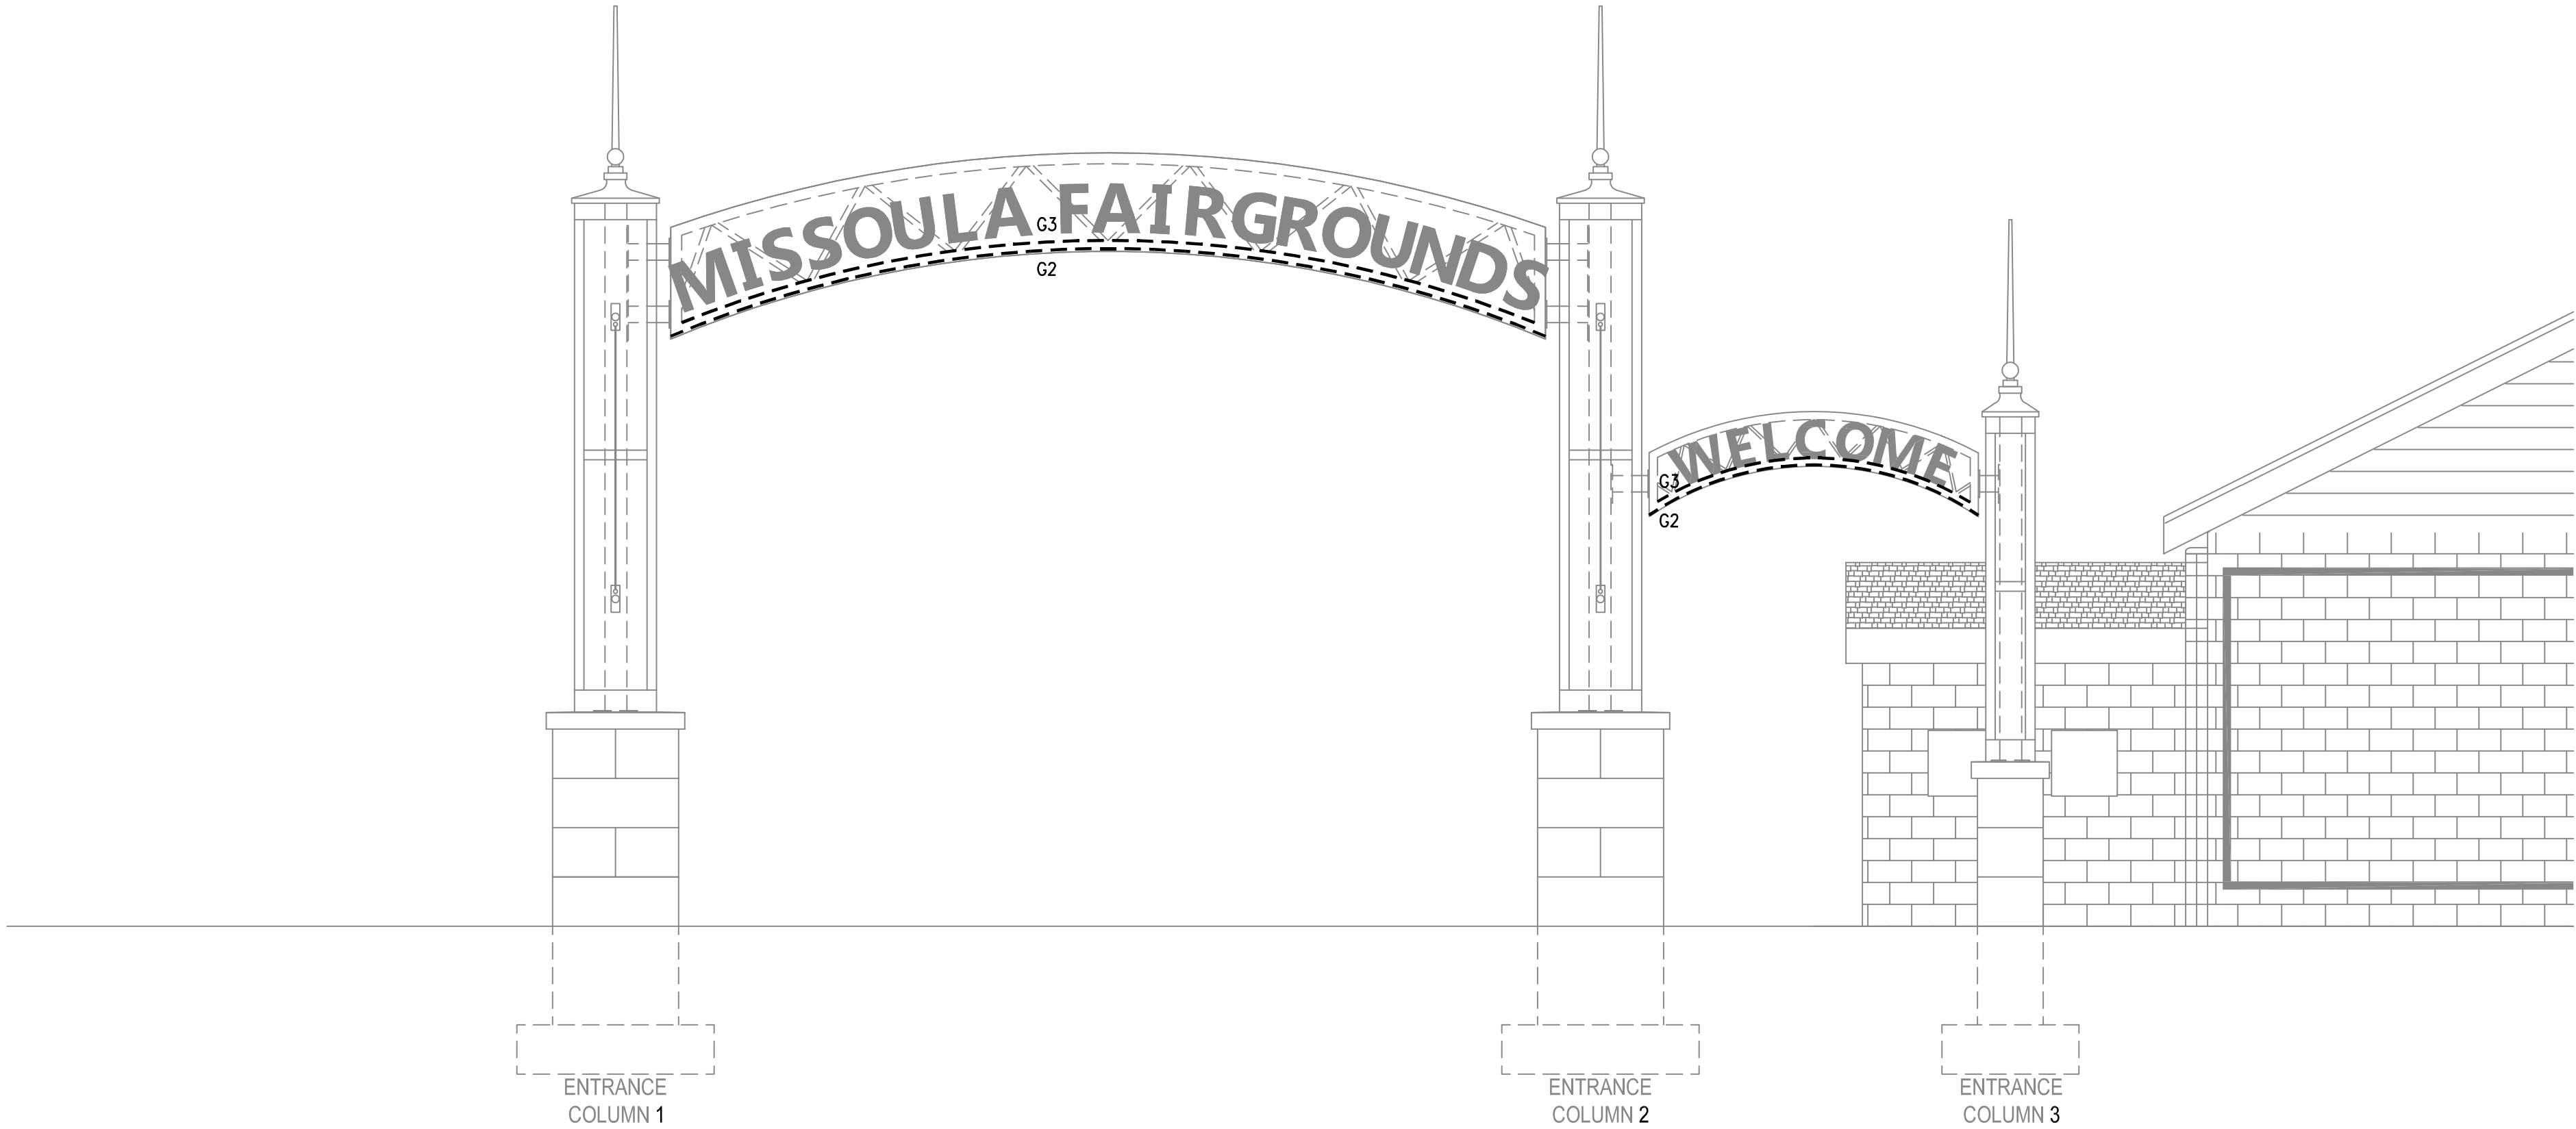 MISSOULA FAIRGROUNDS
G3
G2
WELCOME
G3
G2
ENTRANCE
COLUMN 1
ENTRANCE
COLUMN 2
ENTRANCE
COLUMN 3